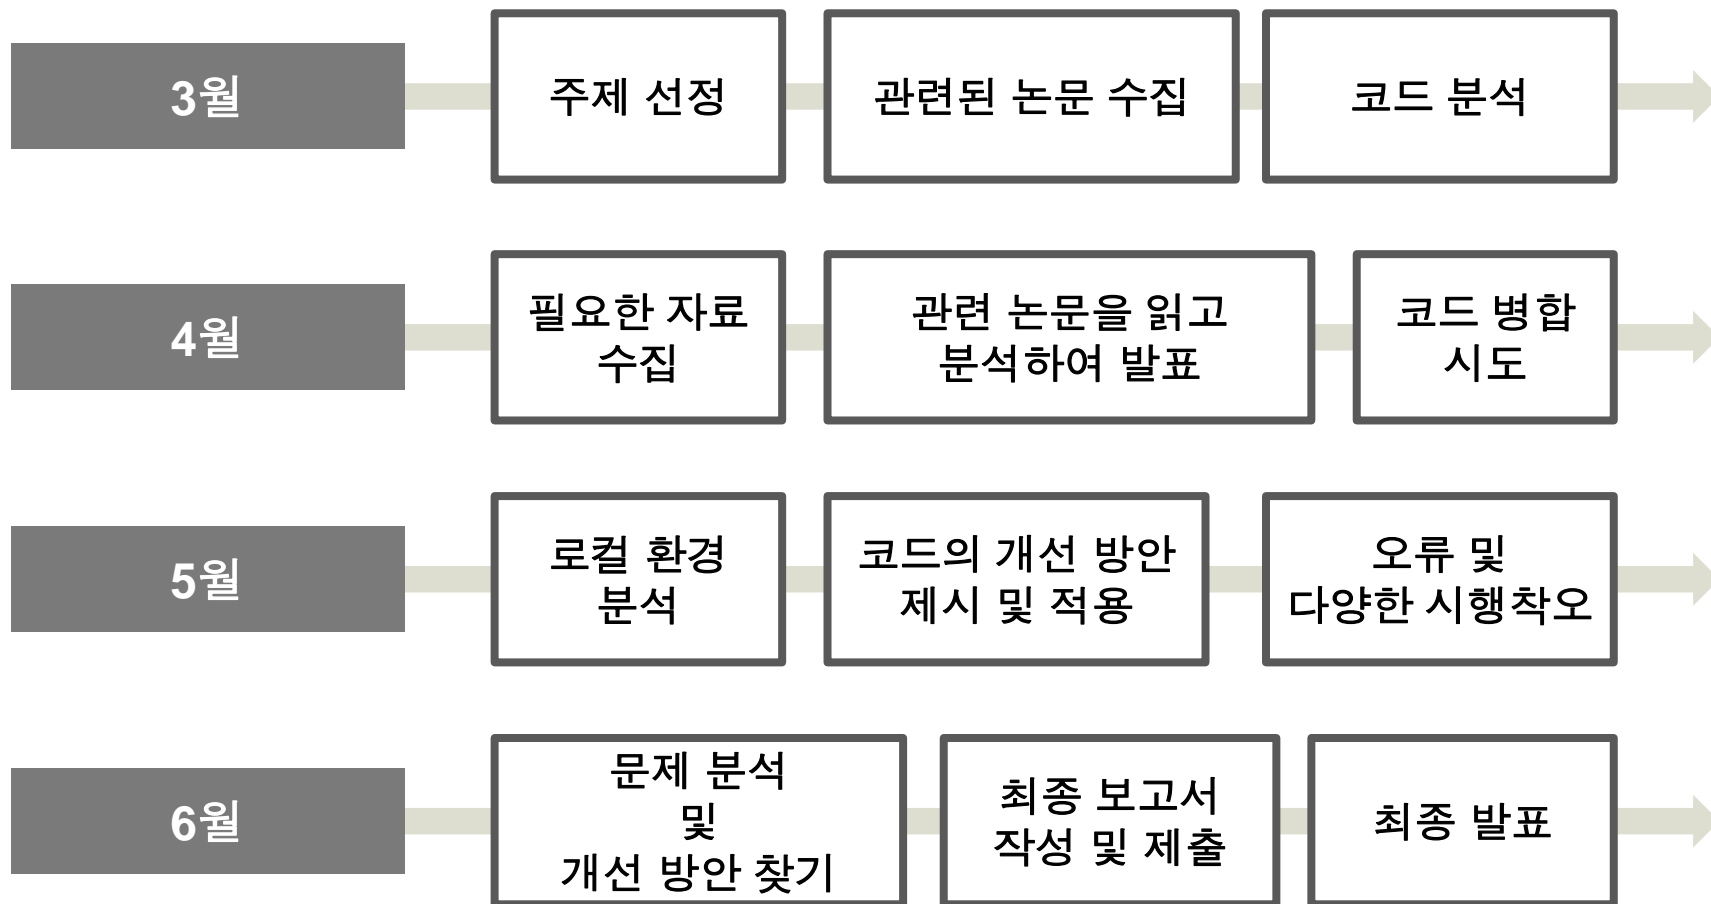 3월
주제 선정
관련된 논문 수집
코드 분석
4월
필요한 자료
수집
관련 논문을 읽고
분석하여 발표
코드 병합
시도
5월
로컬 환경
분석
코드의 개선 방안
제시 및 적용
오류 및
다양한 시행착오
6월
문제 분석
및
개선 방안 찾기
최종 보고서
작성 및 제출
최종 발표